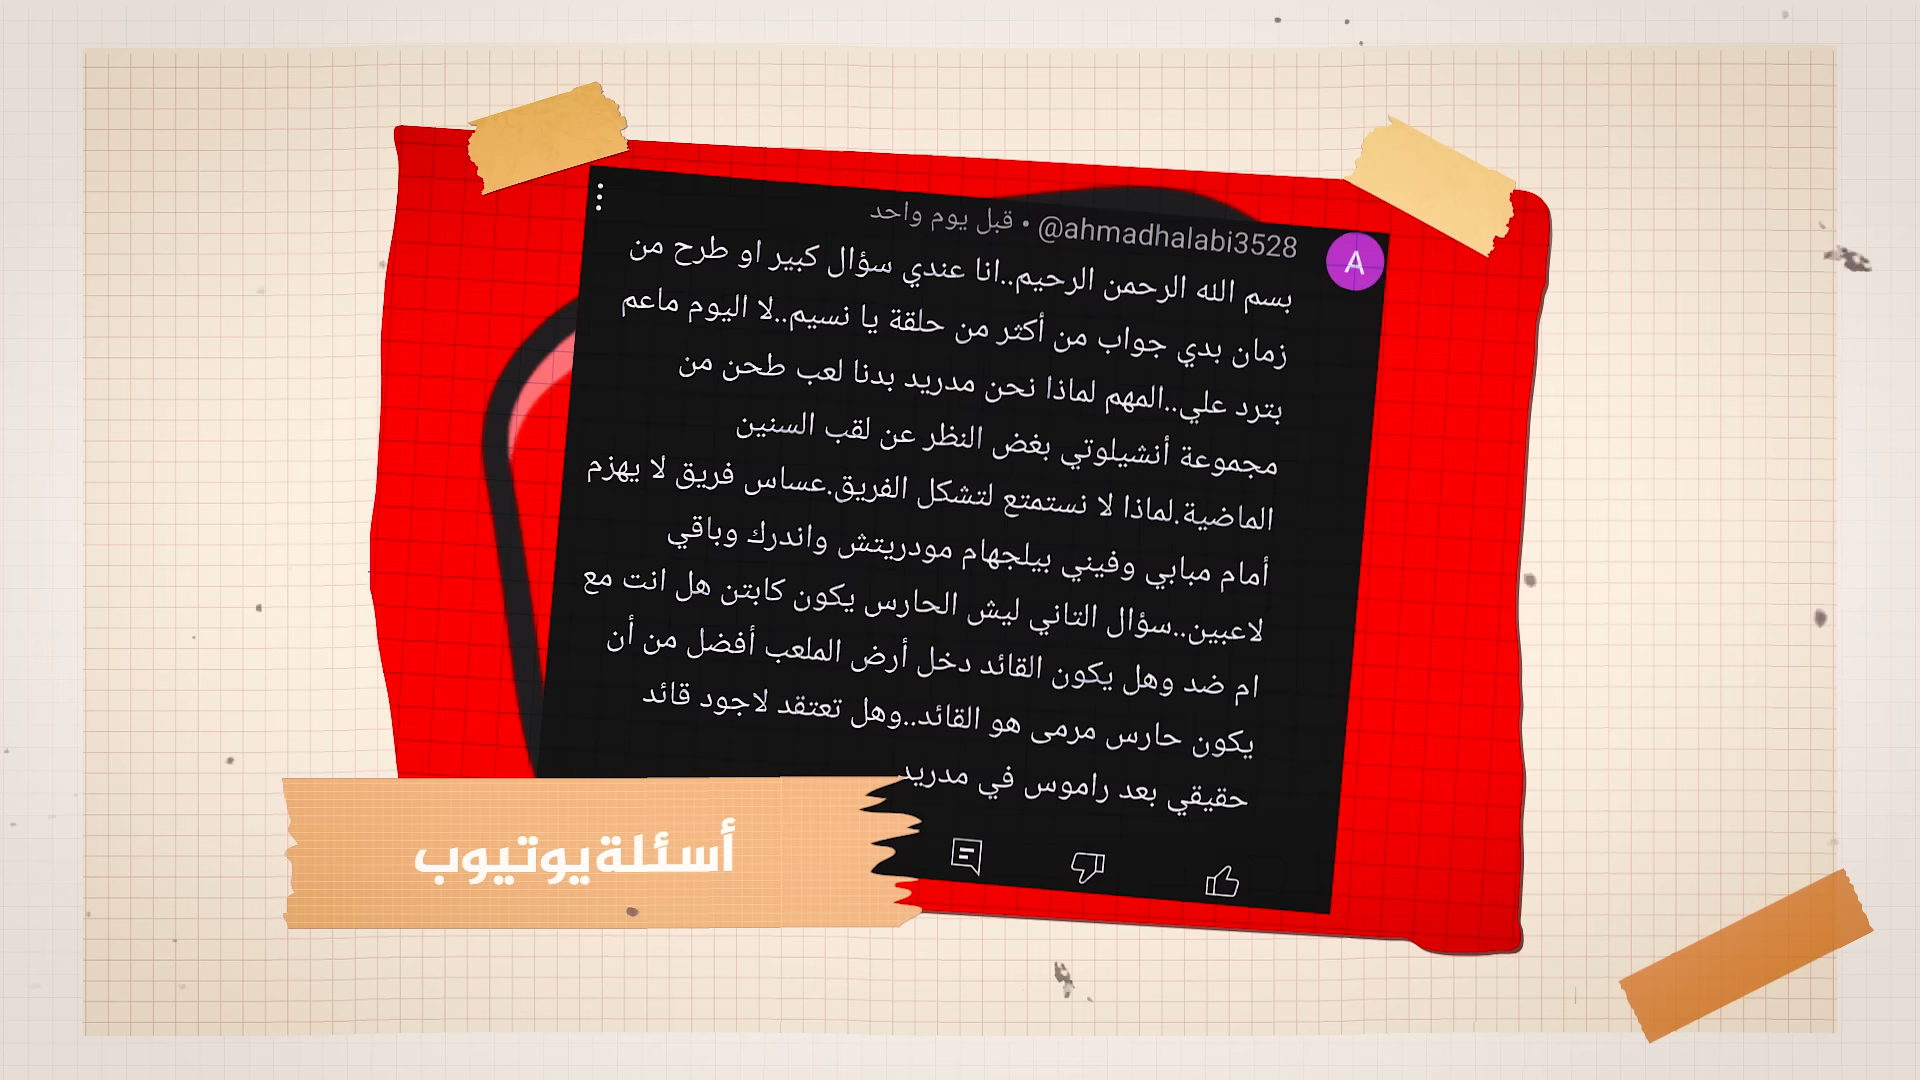 @ahmadhalabi3528 • قبل يوم واحد
A
بسم الله الرحمن الرحيم..انا عندي سؤال كبير او طرح من
زمان بدي جواب من أكثر من حلقة يا نسيم..لا اليوم ماعم
بترد علي..المهم لماذا نحن مدريد بدنا لعب طحن من
مجموعة أنشيلوتي بغض النظر عن لقب السنين
الماضية.لماذا لا نستمتع لتشكل الفريق.عساس فريق لا يهزم
أمام مبابي وفيني بيلجهام مودريتش واندرك وباقي
لاعبين..سؤال التاني ليش الحارس يكون كابتن هل انت مع
ام ضد وهل يكون القائد دخل أرض الملعب أفضل من أن
يكون حارس مرمى هو القائد..وهل تعتقد لاجود قائد
حقيقي بعد راموس في مدريد
أسئلة يوتيوب